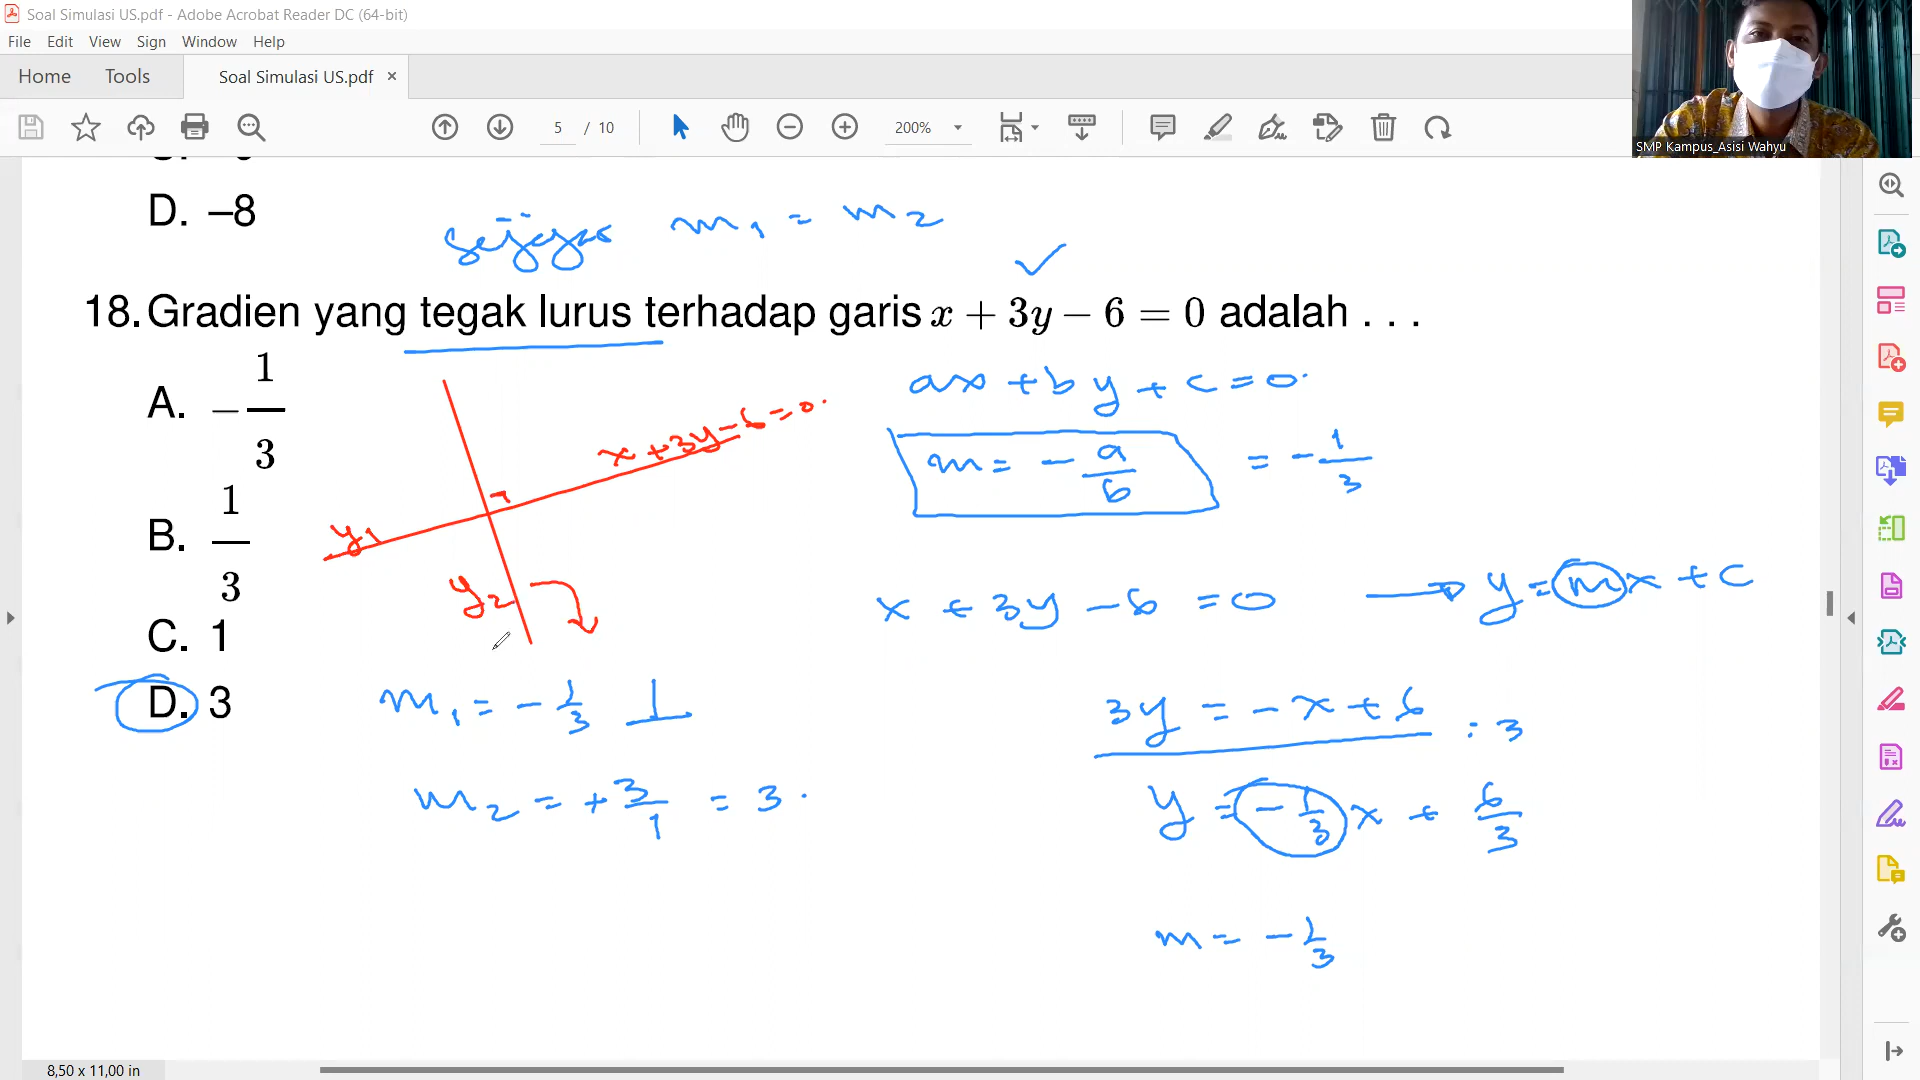 Soal Simulasi US.pdf - Adobe Acrobat Reader DC (64-bit)
File Edit View Sign Window Help
Home Tools Soal Simulasi US.pdf ×
5 / 10 200%
SMP Kampus_Asisi Wahyu
D. –8
sejajar m₁ = m₂
18. Gradien yang tegak lurus terhadap garis x + 3y − 6 = 0 adalah . . .
A. −1/3
B. 1/3
C. 1
D. 3
x + 3y − 6 = 0
y₁
y₂
m₁ = −1/3 ⊥
m₂ = +3/1 = 3
ax + by + c = 0
m = −a/b = −1/3
x + 3y − 6 = 0 → y = mx + c
3y = −x + 6 : 3
y = −1/3 x + 6/3
m = −1/3
8,50 x 11,00 in